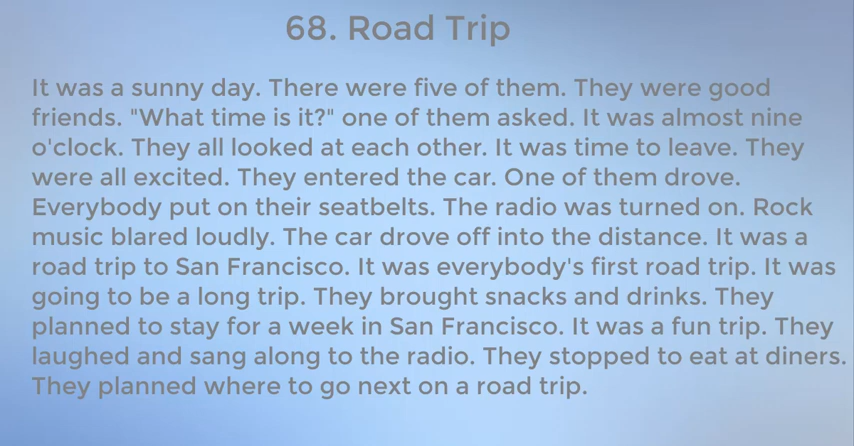 68. Road Trip
It was a sunny day. There were five of them. They were good
friends. "What time is it?" one of them asked. It was almost nine
o'clock. They all looked at each other. It was time to leave. They
were all excited. They entered the car. One of them drove.
Everybody put on their seatbelts. The radio was turned on. Rock
music blared loudly. The car drove off into the distance. It was a
road trip to San Francisco. It was everybody's first road trip. It was
going to be a long trip. They brought snacks and drinks. They
planned to stay for a week in San Francisco. It was a fun trip. They
laughed and sang along to the radio. They stopped to eat at diners.
They planned where to go next on a road trip.